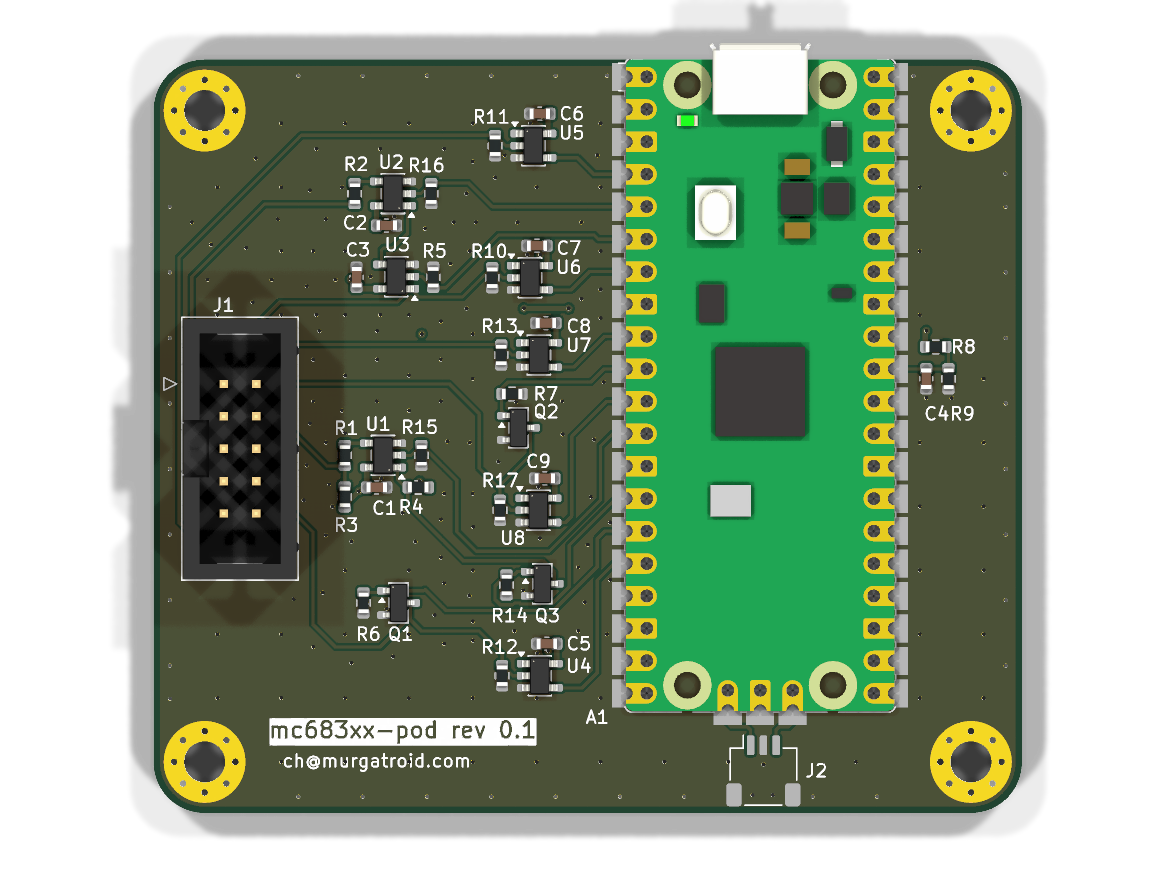 C6
R11
U5
R2 U2 R16
C2
U3
C3 R5
C7
R10
U6
J1
R13 C8
U7
R8
R7
Q2
C4R9
R1 U1 R15
C9
R17
C1R4
R3
U8
R14 Q3
R6 Q1
R12 C5
U4
A1
mc683xx-pod rev 0.1
ch@murgatroid.com
J2